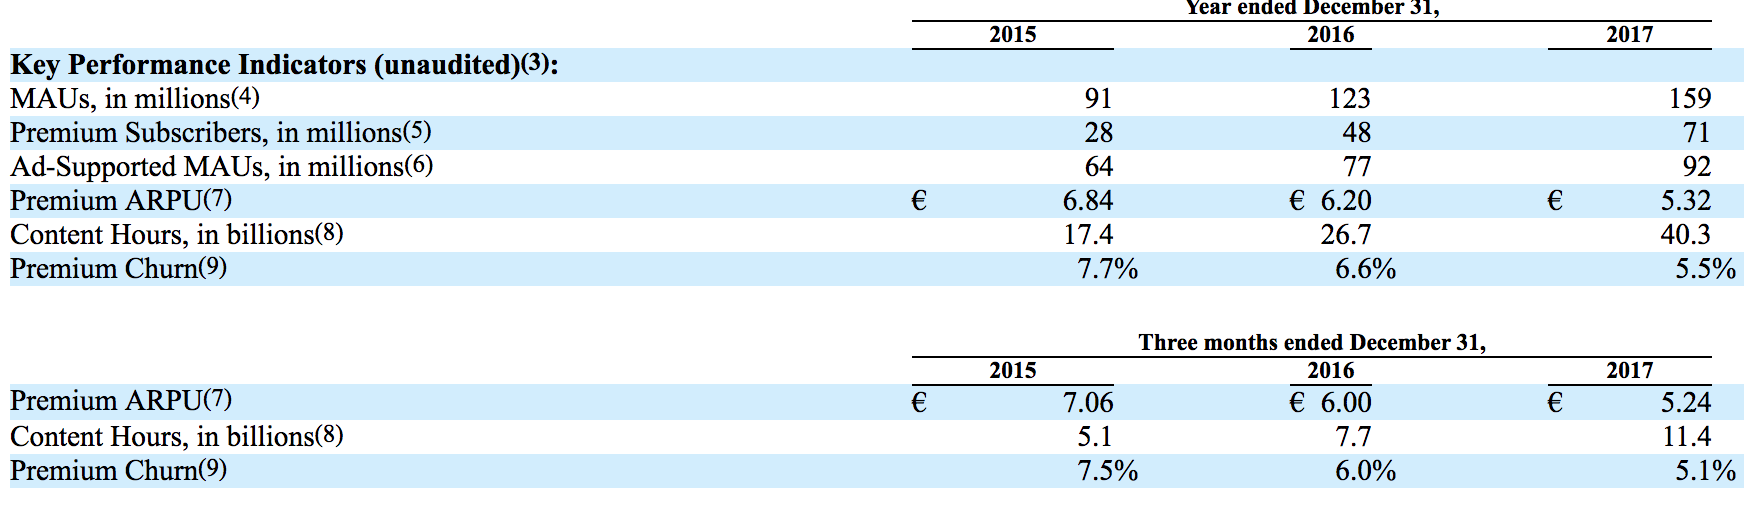 Year ended December 31,
2015 2016 2017
Key Performance Indicators (unaudited)(3):
MAUs, in millions(4) 91 123 159
Premium Subscribers, in millions(5) 28 48 71
Ad-Supported MAUs, in millions(6) 64 77 92
Premium ARPU(7) € 6.84 € 6.20 € 5.32
Content Hours, in billions(8) 17.4 26.7 40.3
Premium Churn(9) 7.7% 6.6% 5.5%
Three months ended December 31,
2015 2016 2017
Premium ARPU(7) € 7.06 € 6.00 € 5.24
Content Hours, in billions(8) 5.1 7.7 11.4
Premium Churn(9) 7.5% 6.0% 5.1%